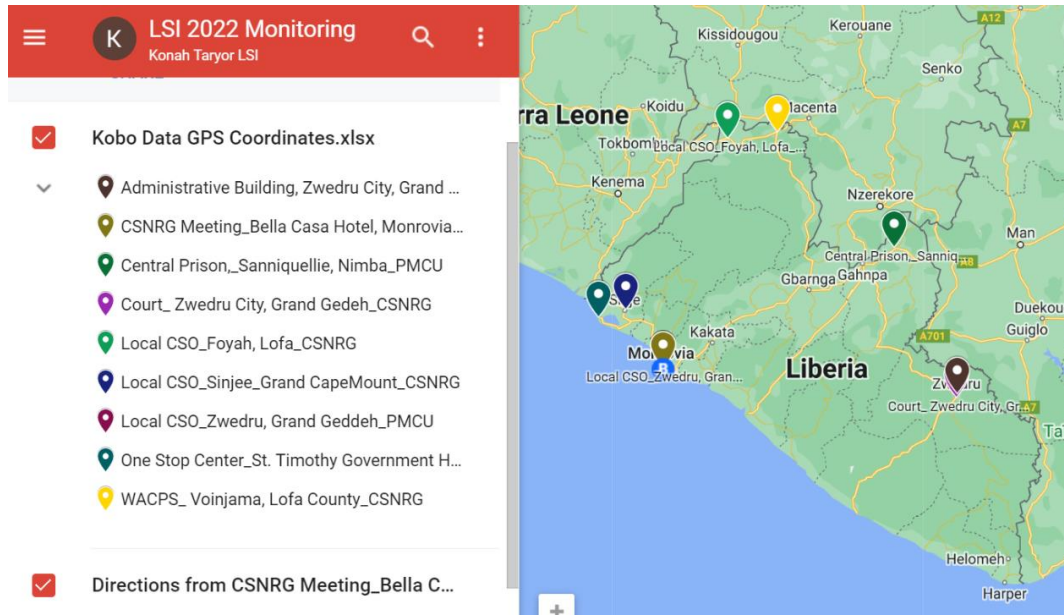 K
LSI 2022 Monitoring
Konah Taryor LSI
Kobo Data GPS Coordinates.xlsx
Administrative Building, Zwedru City, Grand ...
CSNRG Meeting_Bella Casa Hotel, Monrovia...
Central Prison,_Sanniquellie, Nimba_PMCU
Court_ Zwedru City, Grand Gedeh_CSNRG
Local CSO_Foyah, Lofa_CSNRG
Local CSO_Sinjee_Grand CapeMount_CSNRG
Local CSO_Zwedru, Grand Geddeh_PMCU
One Stop Center_St. Timothy Government H...
WACPS_ Voinjama, Lofa County_CSNRG
Directions from CSNRG Meeting_Bella C...
Kissidougou
Kerouane
A12
Senko
rra Leone
Koidu
Macenta
A7
Local CSO_Foyah, Lofa_...
Kenema
Nzerekore
Man
Central Prison,_Sanniq...
A8
Gbarnga
Gahnpa
Duekou
Guiglo
Kakata
A701
B
Liberia
Local CSO_Zwedru, Gran...
Court_ Zwedru City, Gr...
A7
Helomeh
Harper
+